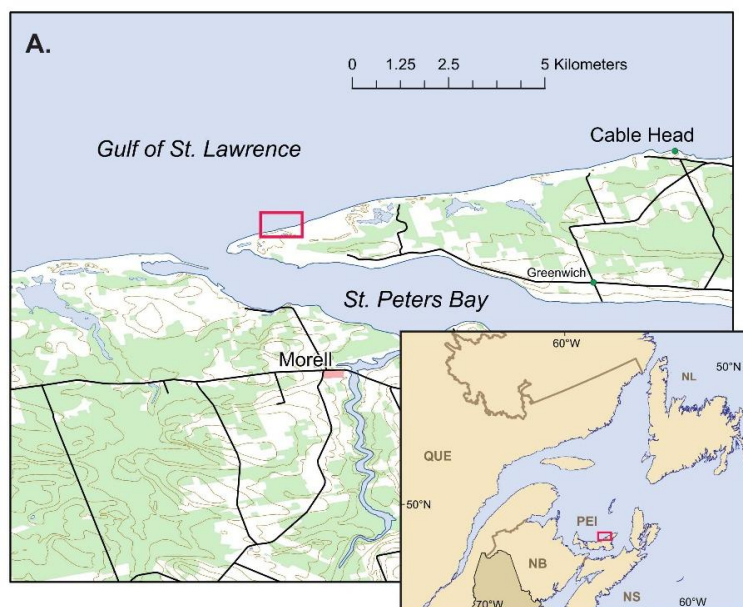 A.
0 1.25 2.5 5 Kilometers
Cable Head
Gulf of St. Lawrence
Greenwich
St. Peters Bay
Morell
60°W
50°N
NL
QUE
50°N
PEI
NB
NS
70°W
60°W